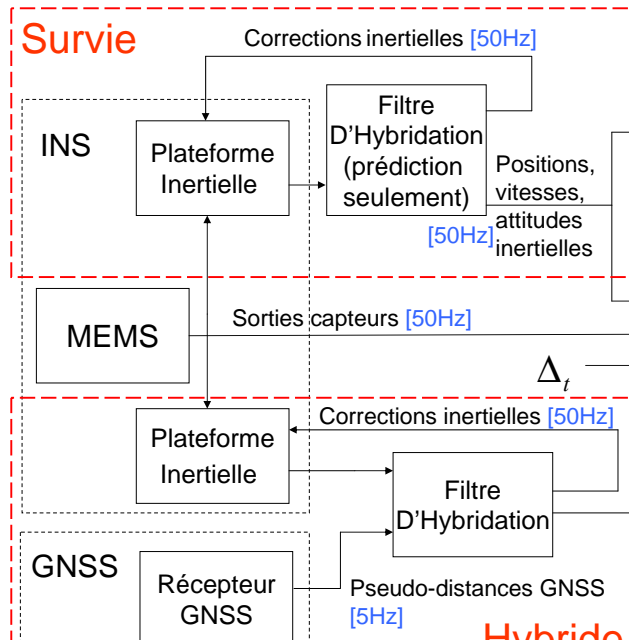 Survie
Corrections inertielles [50Hz]
INS
Plateforme
Inertielle
Filtre
D'Hybridation
(prédiction
seulement)
[50Hz]
Positions,
vitesses,
attitudes
inertielles
MEMS
Sorties capteurs [50Hz]
Δt
Corrections inertielles [50Hz]
Plateforme
Inertielle
Filtre
D'Hybridation
GNSS
Récepteur
GNSS
Pseudo-distances GNSS
[5Hz]
Hybride